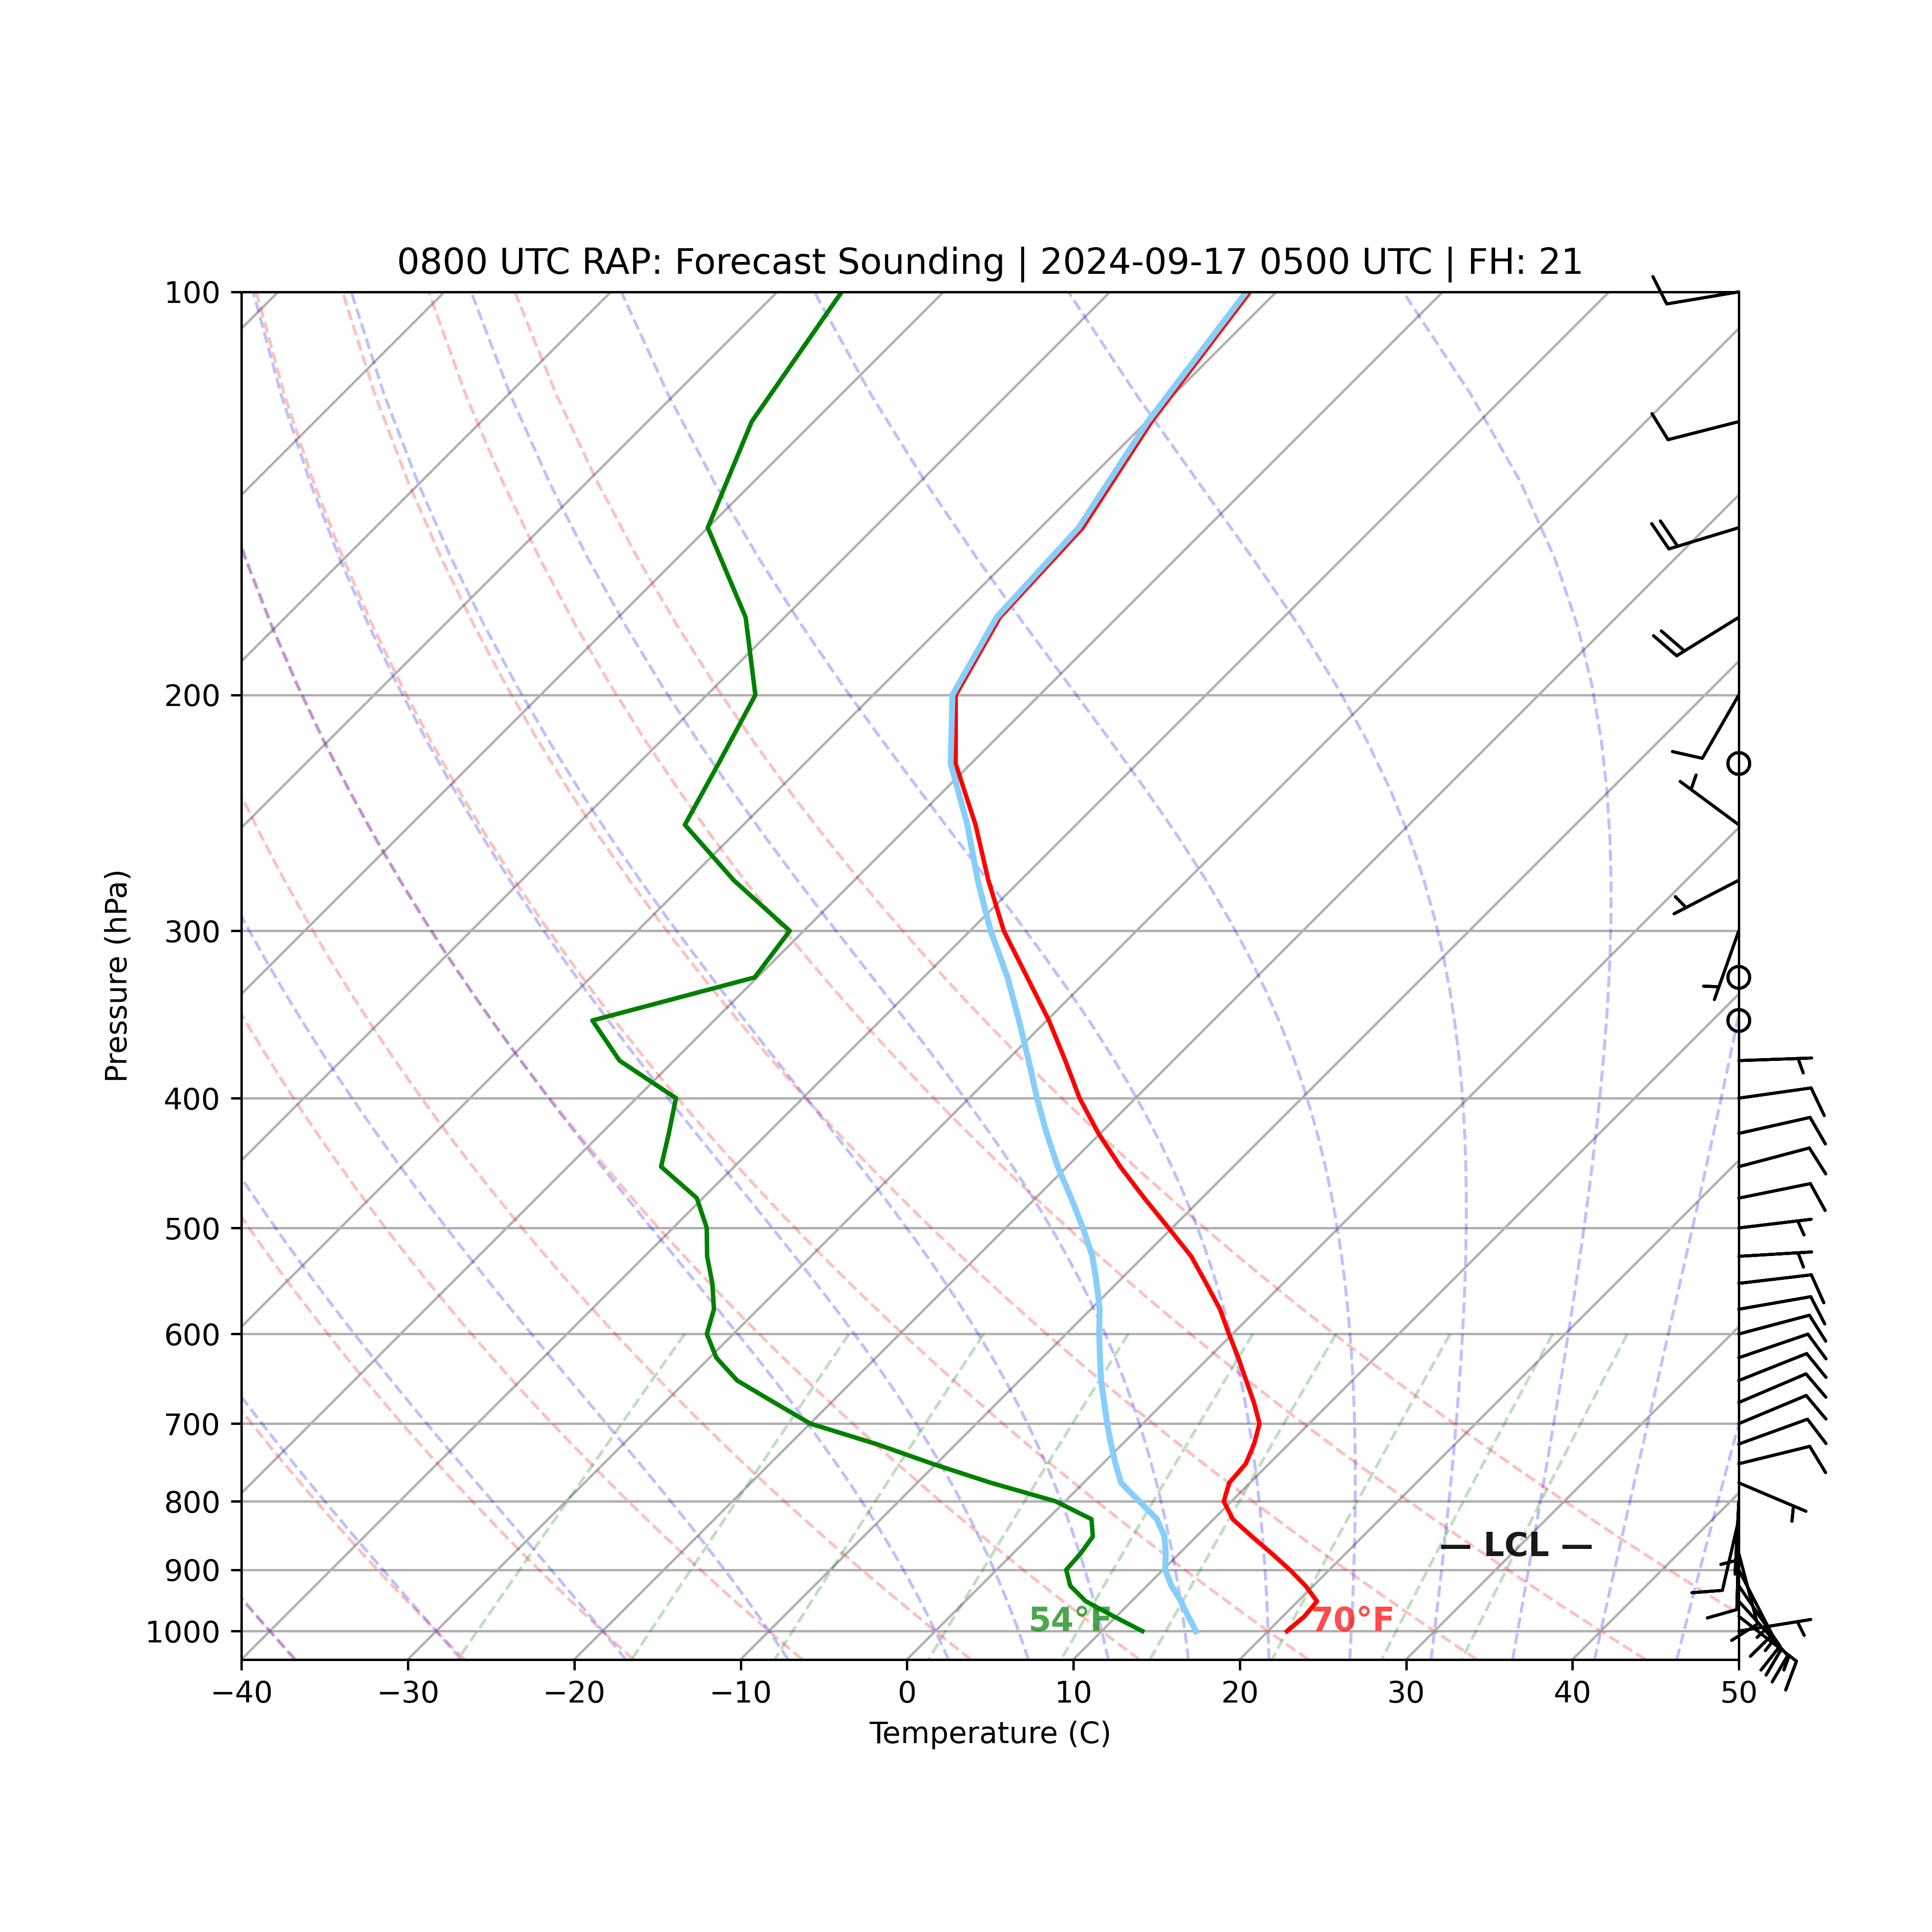 0800 UTC RAP: Forecast Sounding | 2024-09-17 0500 UTC | FH: 21
100
200
300
400
500
600
700
800
900
1000
Pressure (hPa)
— LCL —
54°F
70°F
−40 −30 −20 −10 0 10 20 30 40 50
Temperature (C)